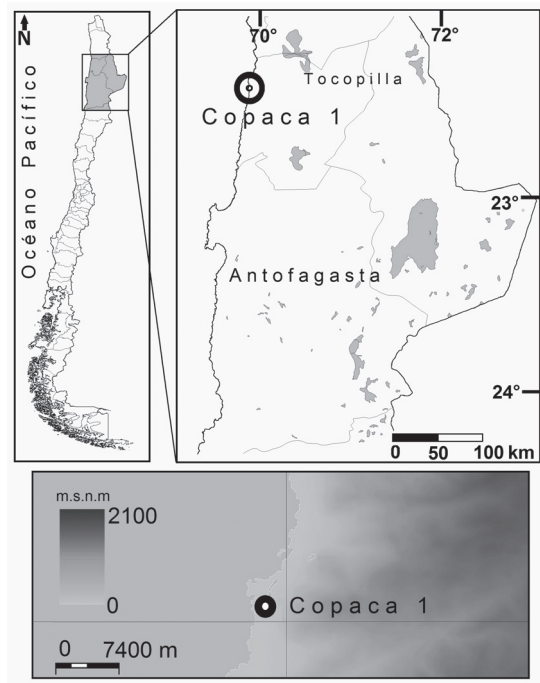 N
Océano Pacífico
70° 72°
Tocopilla
Copaca 1
23°
Antofagasta
24°
0 50 100 km
m.s.n.m
2100
0
Copaca 1
0 7400 m